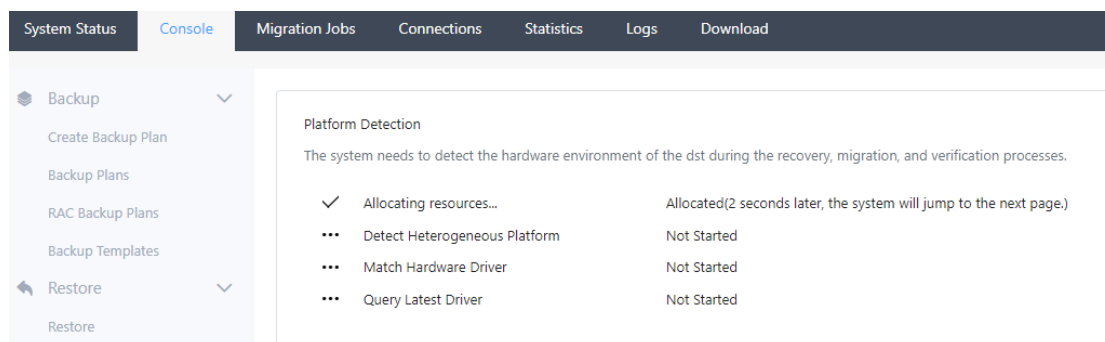 System Status Console Migration Jobs Connections Statistics Logs Download
Backup
Create Backup Plan
Backup Plans
RAC Backup Plans
Backup Templates
Restore
Restore
Platform Detection
The system needs to detect the hardware environment of the dst during the recovery, migration, and verification processes.
Allocating resources... Allocated(2 seconds later, the system will jump to the next page.)
Detect Heterogeneous Platform Not Started
Match Hardware Driver Not Started
Query Latest Driver Not Started